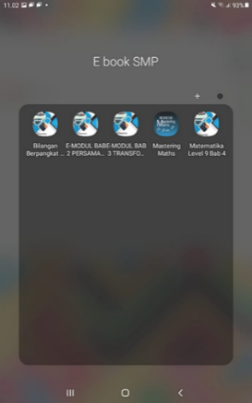 11.02
93%
E book SMP
Bilangan
Berpangkat ...
E-MODUL BAB
2 PERSAMA...
E-MODUL BAB
3 TRANSFO...
Mastering
Maths
Matematika
Level 9 Bab 4